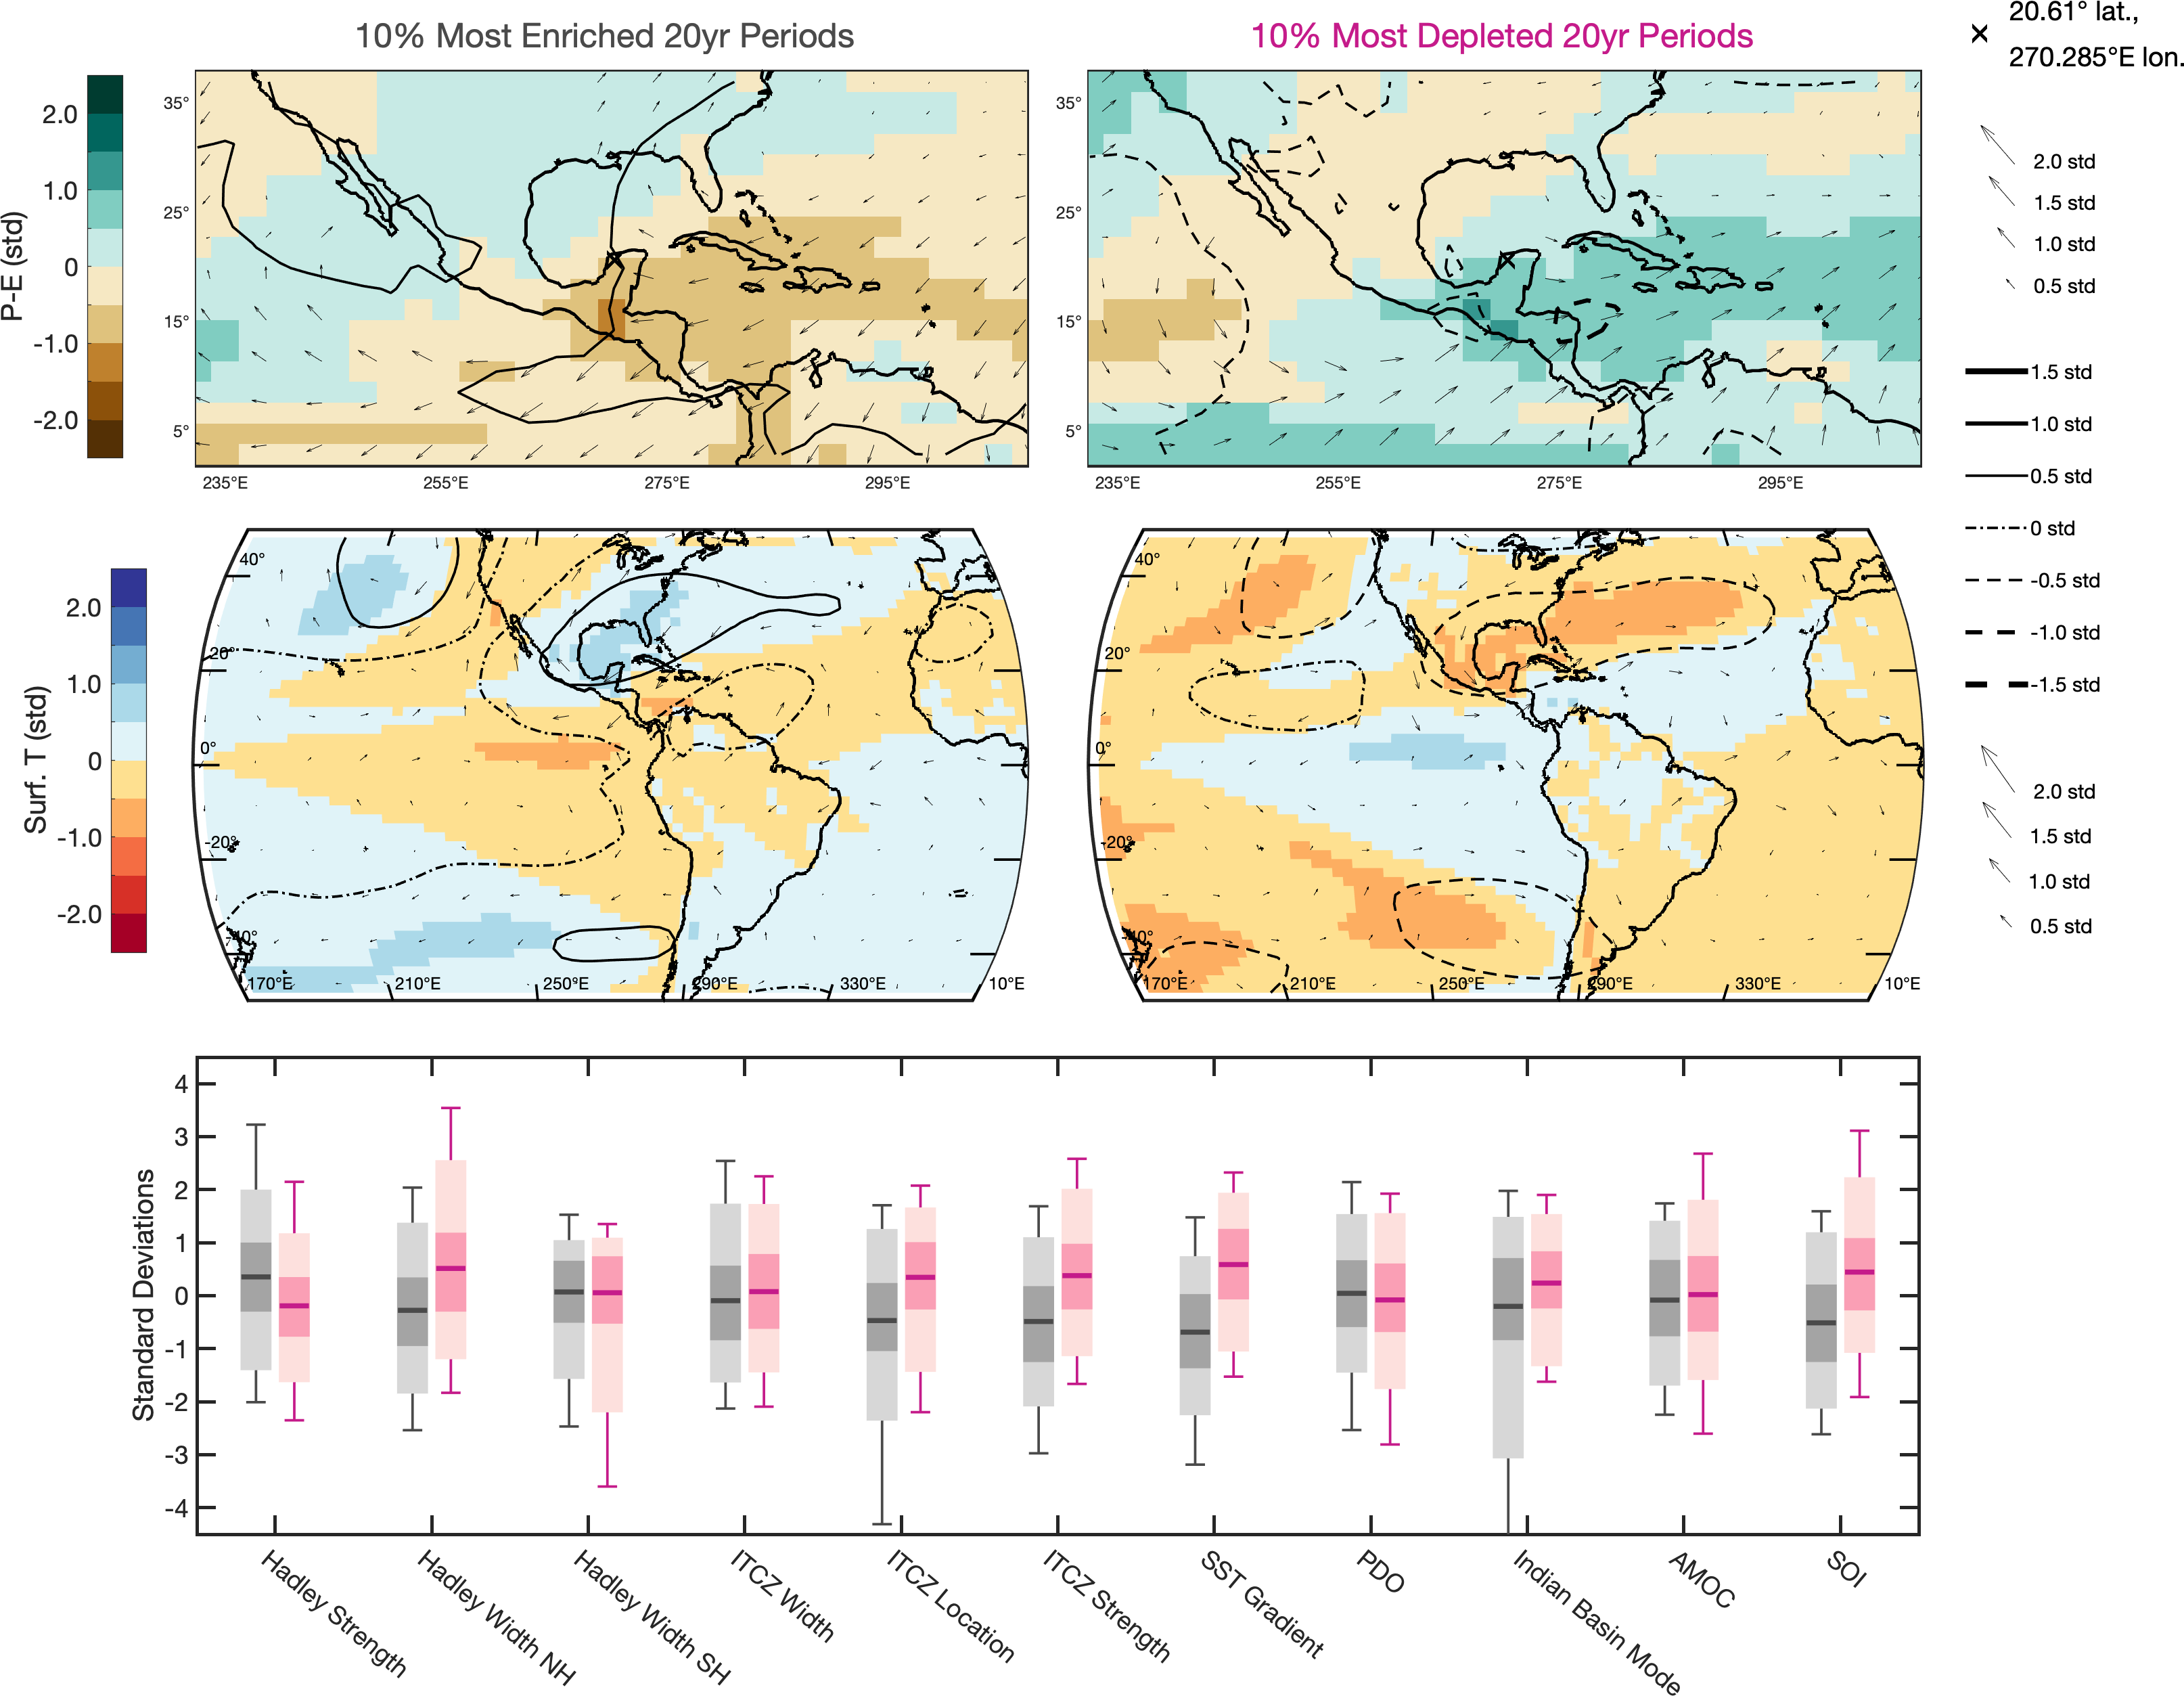 10% Most Enriched 20yr Periods
10% Most Depleted 20yr Periods
20.61° lat.,
270.285°E lon.
P-E (std)
2.0
1.0
0
-1.0
-2.0
35°
25°
15°
5°
235°E
255°E
275°E
295°E
35°
25°
15°
5°
235°E
255°E
275°E
295°E
2.0 std
1.5 std
1.0 std
0.5 std
1.5 std
1.0 std
0.5 std
0 std
-0.5 std
-1.0 std
-1.5 std
2.0 std
1.5 std
1.0 std
0.5 std
Surf. T (std)
2.0
1.0
0
-1.0
-2.0
40°
20°
0°
-20°
-40°
170°E
210°E
250°E
290°E
330°E
10°E
40°
20°
0°
-20°
-40°
170°E
210°E
250°E
290°E
330°E
10°E
Standard Deviations
4
3
2
1
0
-1
-2
-3
-4
Hadley Strength
Hadley Width NH
Hadley Width SH
ITCZ Width
ITCZ Location
ITCZ Strength
SST Gradient
PDO
Indian Basin Mode
AMOC
SOI